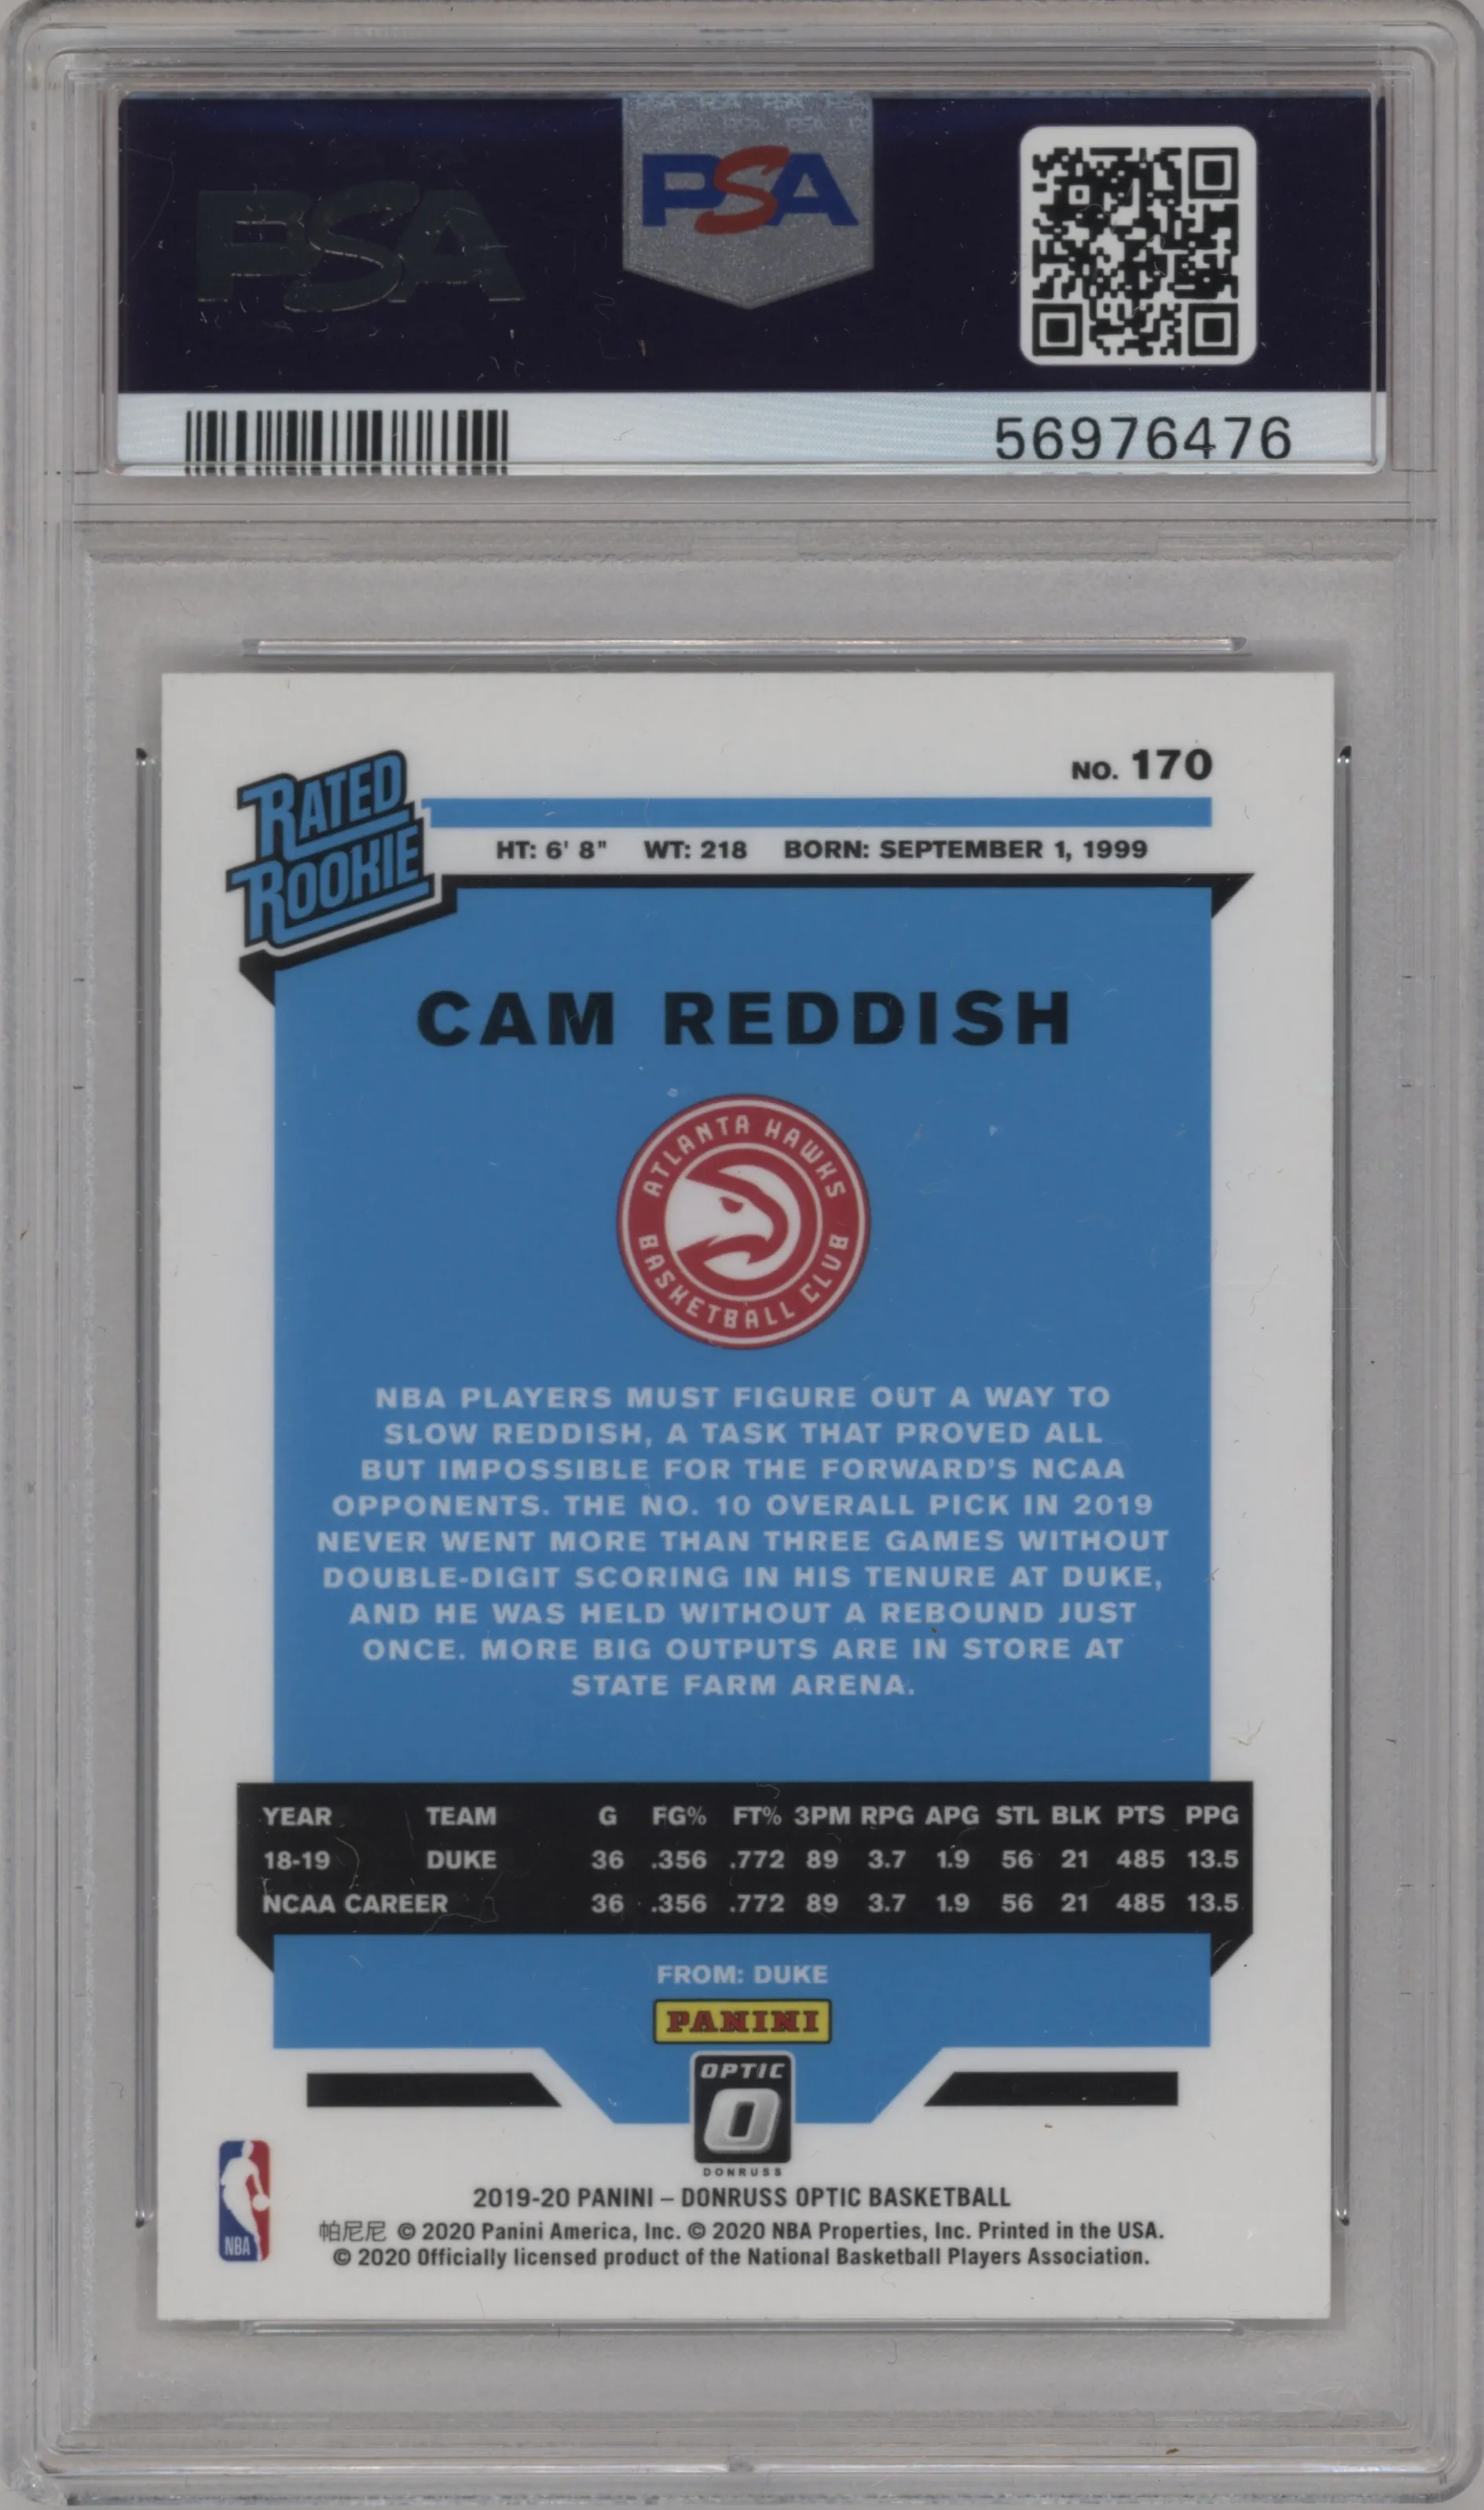 PSA
PSA
56976476
RATED
ROOKIE
NO. 170
HT: 6' 8" WT: 218 BORN: SEPTEMBER 1, 1999
CAM REDDISH
ATLANTA HAWKS
BASKETBALL CLUB
NBA PLAYERS MUST FIGURE OUT A WAY TO
SLOW REDDISH, A TASK THAT PROVED ALL
BUT IMPOSSIBLE FOR THE FORWARD'S NCAA
OPPONENTS. THE NO. 10 OVERALL PICK IN 2019
NEVER WENT MORE THAN THREE GAMES WITHOUT
DOUBLE-DIGIT SCORING IN HIS TENURE AT DUKE,
AND HE WAS HELD WITHOUT A REBOUND JUST
ONCE. MORE BIG OUTPUTS ARE IN STORE AT
STATE FARM ARENA.
YEAR TEAM G FG% FT% 3PM RPG APG STL BLK PTS PPG
18-19 DUKE 36 .356 .772 89 3.7 1.9 56 21 485 13.5
NCAA CAREER 36 .356 .772 89 3.7 1.9 56 21 485 13.5
FROM: DUKE
PANINI
OPTIC
O
DONRUSS
NBA
2019-20 PANINI – DONRUSS OPTIC BASKETBALL
帕尼尼 © 2020 Panini America, Inc. © 2020 NBA Properties, Inc. Printed in the USA.
© 2020 Officially licensed product of the National Basketball Players Association.